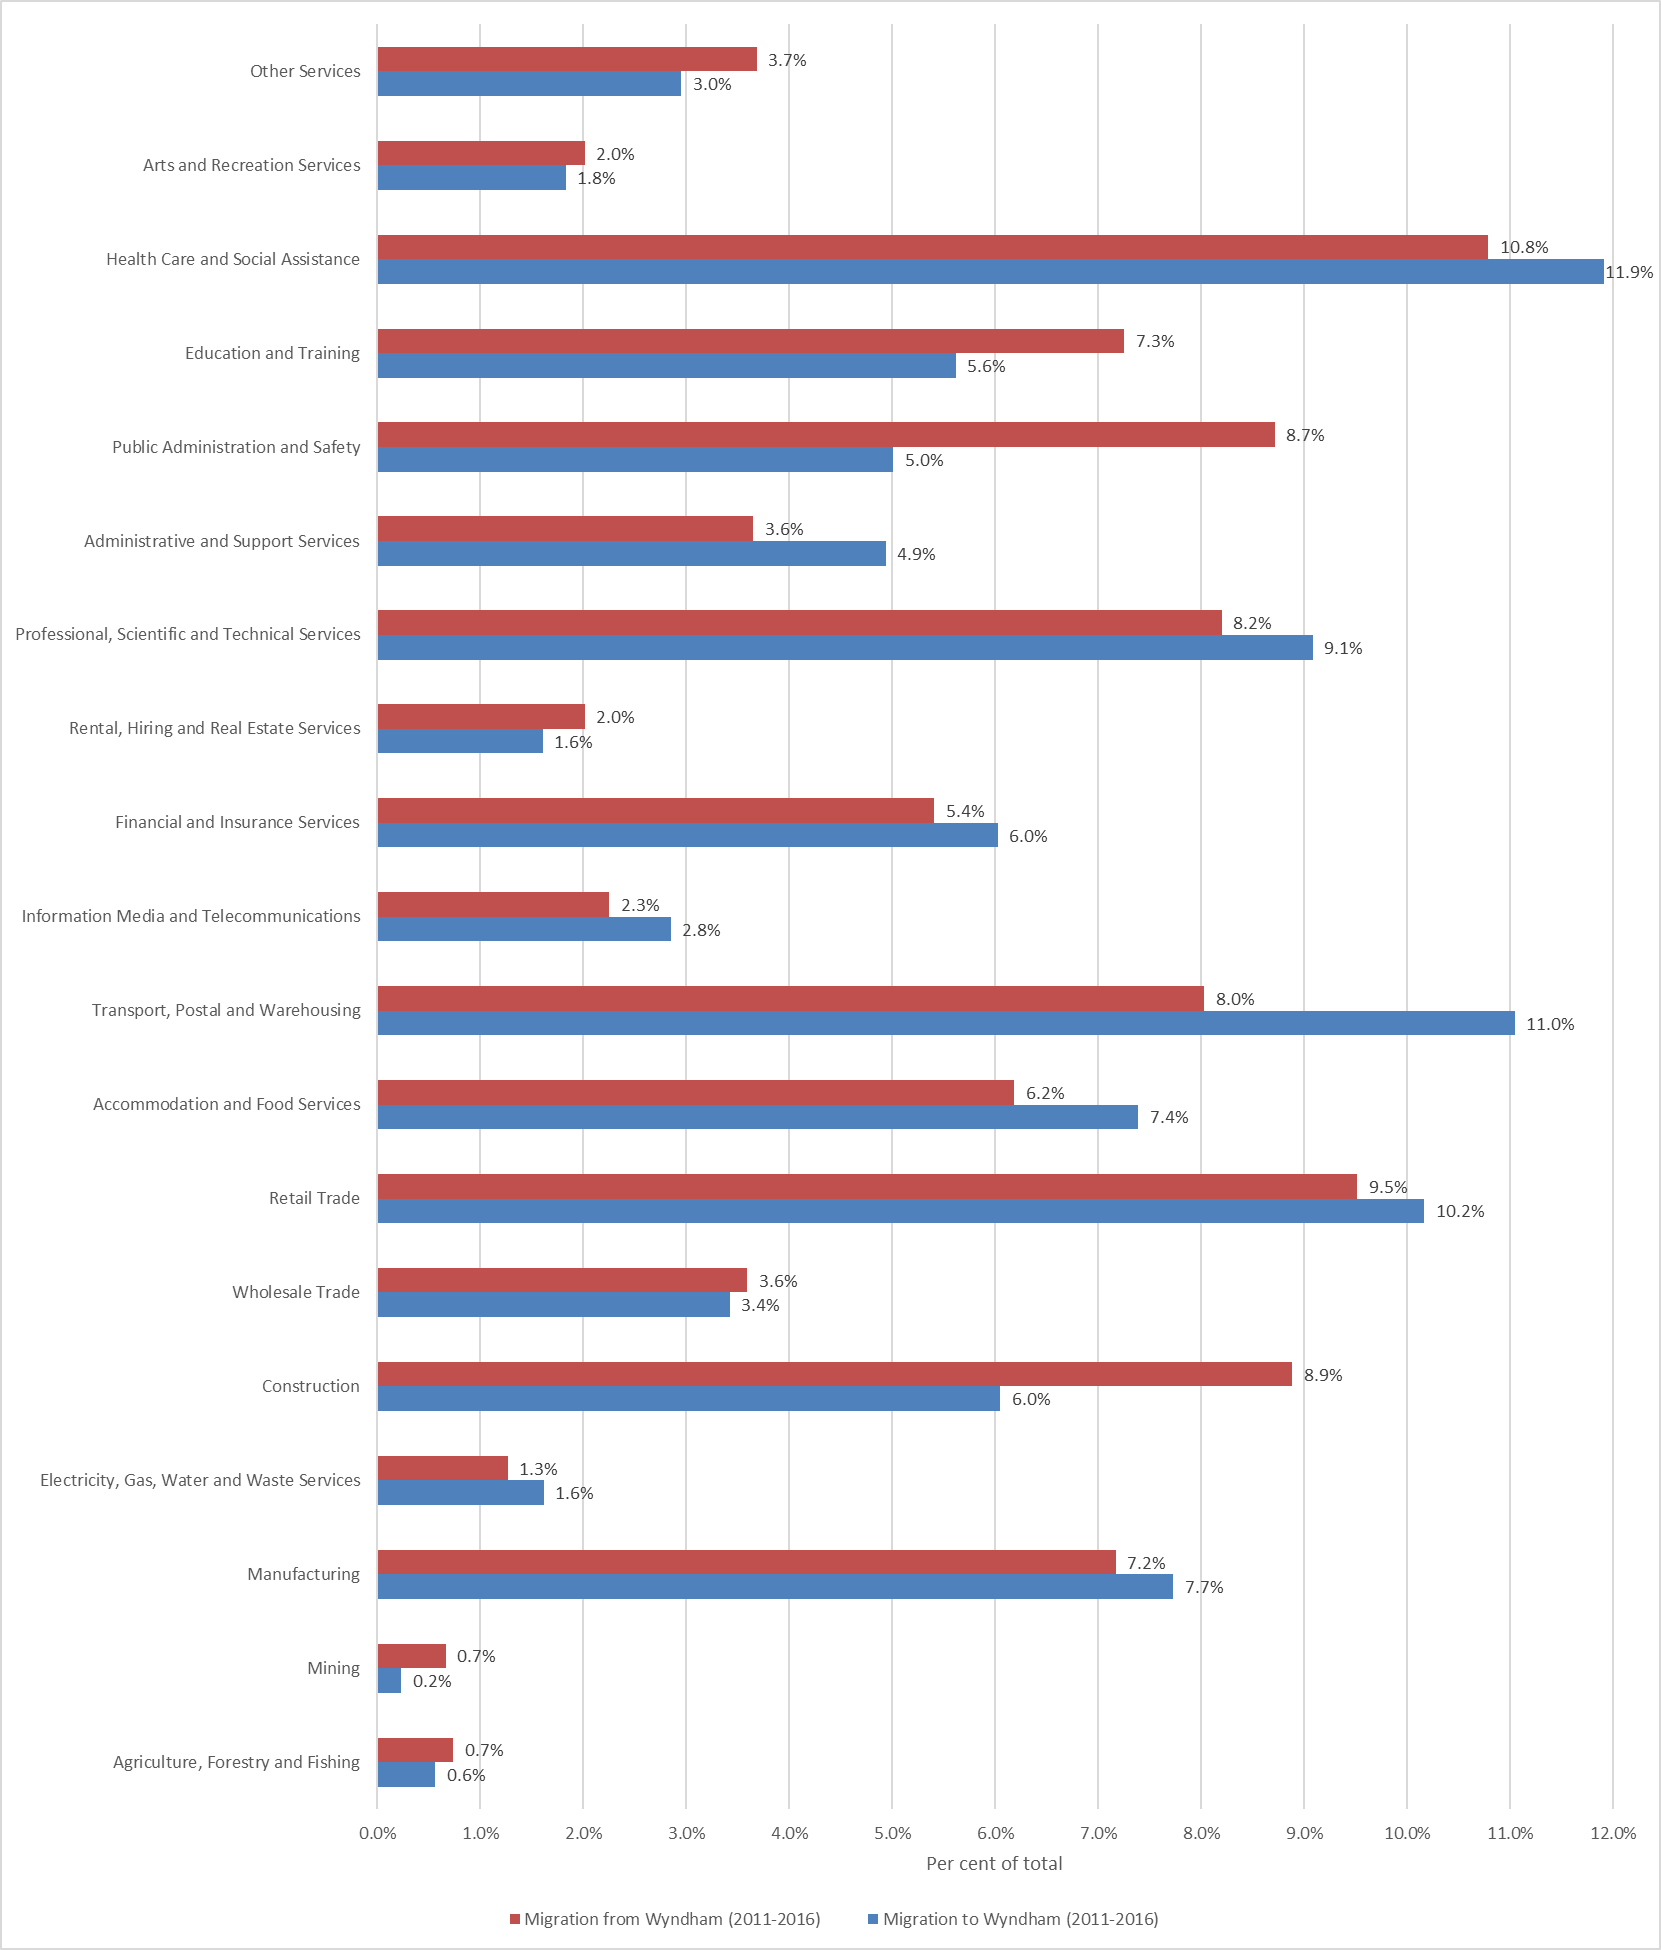 Other Services
3.7%
3.0%
Arts and Recreation Services
2.0%
1.8%
Health Care and Social Assistance
10.8%
11.9%
Education and Training
7.3%
5.6%
Public Administration and Safety
8.7%
5.0%
Administrative and Support Services
3.6%
4.9%
Professional, Scientific and Technical Services
8.2%
9.1%
Rental, Hiring and Real Estate Services
2.0%
1.6%
Financial and Insurance Services
5.4%
6.0%
Information Media and Telecommunications
2.3%
2.8%
Transport, Postal and Warehousing
8.0%
11.0%
Accommodation and Food Services
6.2%
7.4%
Retail Trade
9.5%
10.2%
Wholesale Trade
3.6%
3.4%
Construction
8.9%
6.0%
Electricity, Gas, Water and Waste Services
1.3%
1.6%
Manufacturing
7.2%
7.7%
Mining
0.7%
0.2%
Agriculture, Forestry and Fishing
0.7%
0.6%
0.0% 1.0% 2.0% 3.0% 4.0% 5.0% 6.0% 7.0% 8.0% 9.0% 10.0% 11.0% 12.0%
Per cent of total
Migration from Wyndham (2011-2016) Migration to Wyndham (2011-2016)